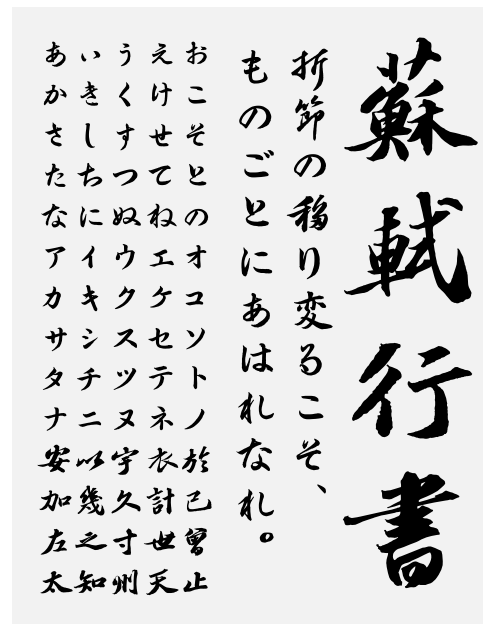 蘇軾行書
折節の移り変るこそ、
ものごとにあはれなれ。
おこそとのオコソトノ於己曾止
えけせてねエケセテネ衣計世天
うくすつぬウクスツヌ宇久寸州
いきしちにイキシチニ以幾之知
あかさたなアカサタナ安加左太